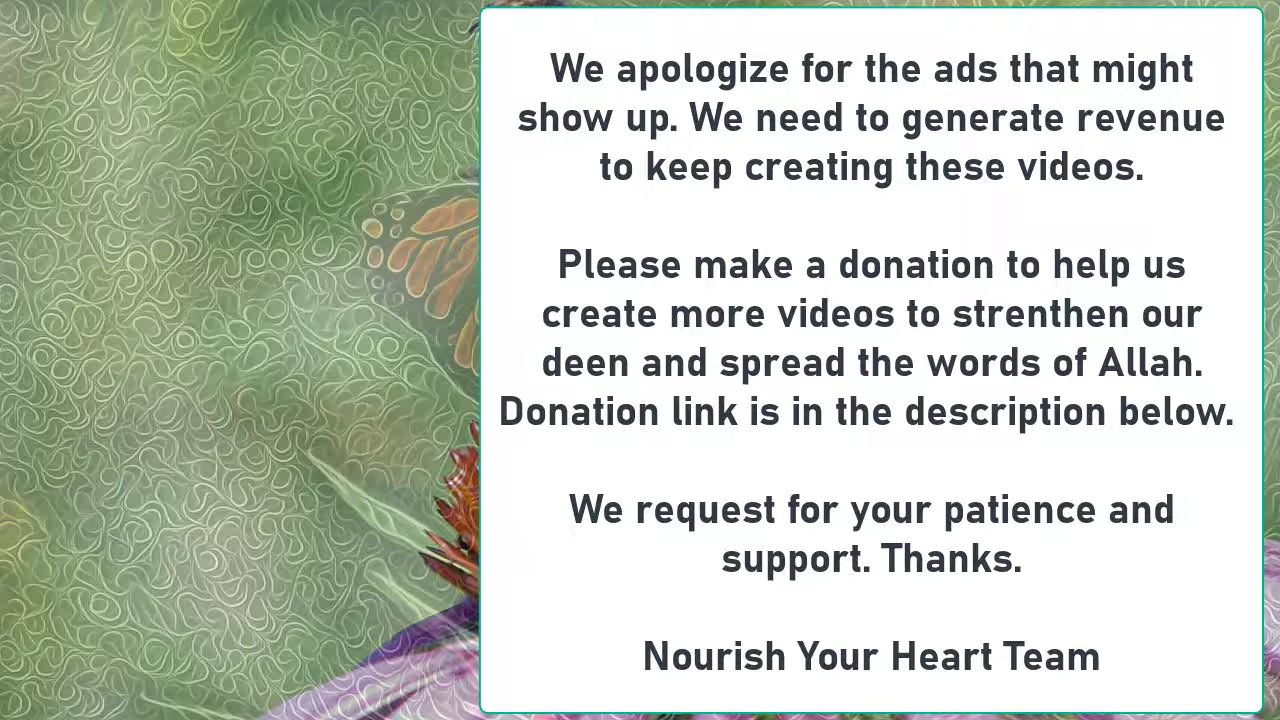 We apologize for the ads that might
show up. We need to generate revenue
to keep creating these videos.
Please make a donation to help us
create more videos to strenthen our
deen and spread the words of Allah.
Donation link is in the description below.
We request for your patience and
support. Thanks.
Nourish Your Heart Team